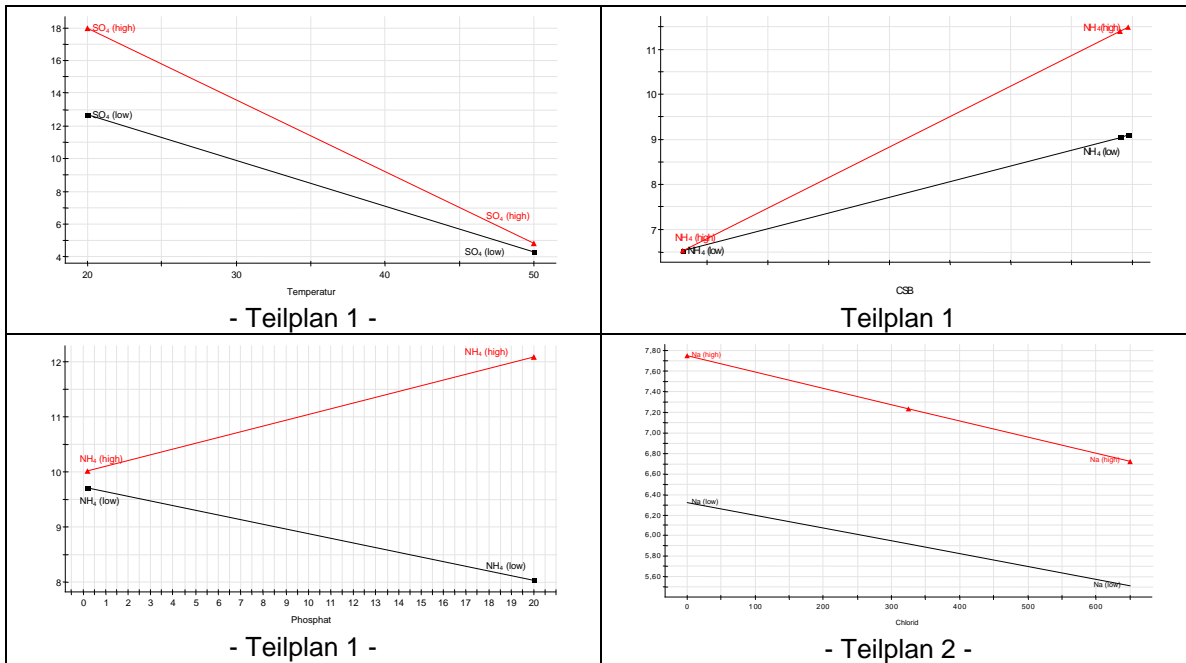 18
16
14
12
10
8
6
4
SO₄ (high)
SO₄ (low)
SO₄ (high)
SO₄ (low)
20
30
40
50
Temperatur
- Teilplan 1 -
11
9
8
7
NH₄ (high)
NH₄ (low)
NH₄ (high)
NH₄ (low)
CSB
Teilplan 1
12
11
10
9
8
NH₄ (high)
NH₄ (high)
NH₄ (low)
NH₄ (low)
0 1 2 3 4 5 6 7 8 9 10 11 12 13 14 15 16 17 18 19 20
Phosphat
- Teilplan 1 -
7,80
7,60
7,40
7,20
7,00
6,80
6,60
6,40
6,20
6,00
5,80
5,60
Na (high)
Na (high)
Na (low)
Na (low)
0 100 200 300 400 500 600
Chlorid
- Teilplan 2 -